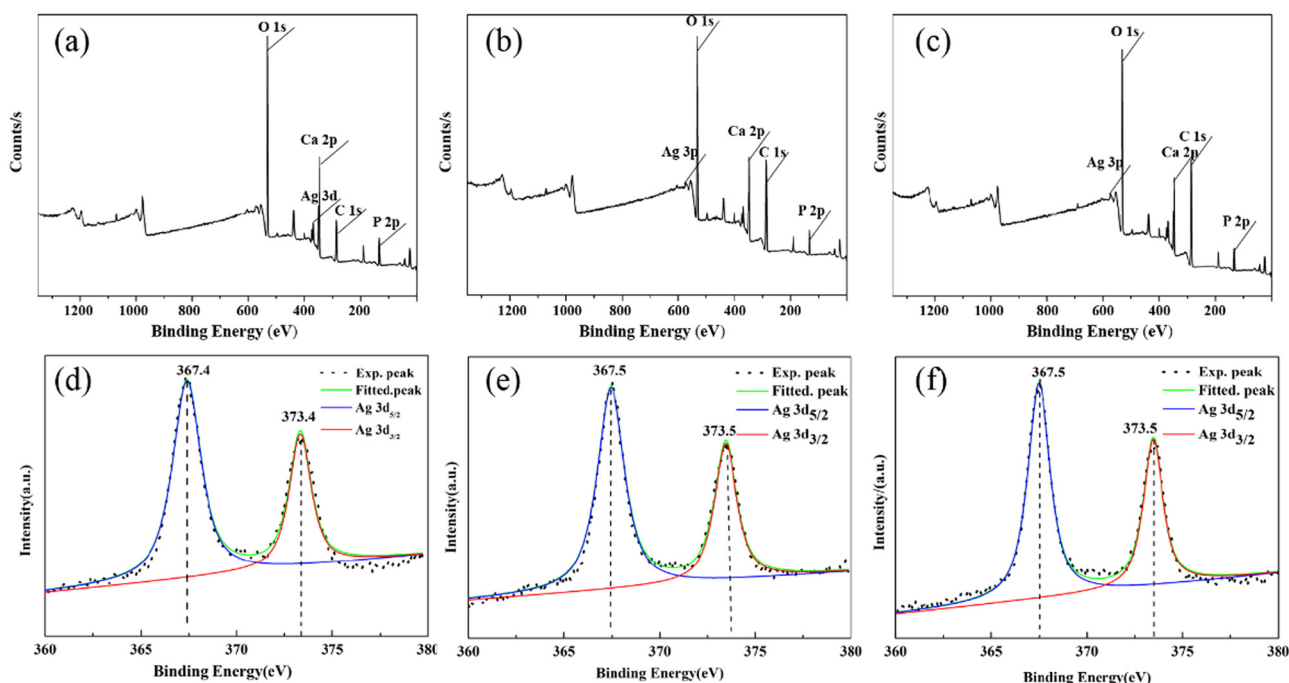 (a)
O 1s
Ca 2p
Ag 3d
C 1s
P 2p
Counts/s
1200 1000 800 600 400 200
Binding Energy (eV)
(b)
O 1s
Ag 3p
Ca 2p
C 1s
P 2p
Counts/s
1200 1000 800 600 400 200
Binding Energy (eV)
(c)
O 1s
C 1s
Ag 3p
Ca 2p
P 2p
Counts/s
1200 1000 800 600 400 200
Binding Energy (eV)
(d)
367.4
373.4
Exp. peak
Fitted.peak
Ag 3d5/2
Ag 3d3/2
Intensity(a.u.)
360 365 370 375 380
Binding Energy(eV)
(e)
367.5
373.5
Exp. peak
Fitted. peak
Ag 3d5/2
Ag 3d3/2
Intensity(a.u.)
360 365 370 375 380
Binding Energy(eV)
(f)
367.5
373.5
Exp. peak
Fitted. peak
Ag 3d5/2
Ag 3d3/2
Intensity/(a.u.)
360 365 370 375 380
Binding Energy(eV)